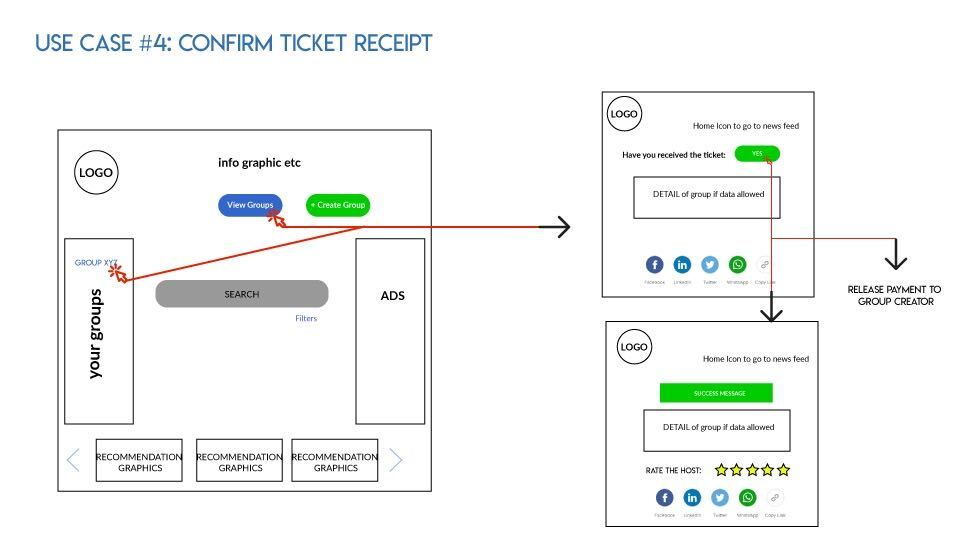 USE CASE #4: CONFIRM TICKET RECEIPT
LOGO
info graphic etc
View Groups
+ Create Group
GROUP XYZ
your groups
SEARCH
Filters
ADS
RECOMMENDATION
GRAPHICS
RECOMMENDATION
GRAPHICS
RECOMMENDATION
GRAPHICS
LOGO
Home Icon to go to news feed
Have you received the ticket:
YES
DETAIL of group if data allowed
Facebook
LinkedIn
Twitter
WhatsApp
Copy Link
RELEASE PAYMENT TO
GROUP CREATOR
LOGO
Home Icon to go to news feed
SUCCESS MESSAGE
DETAIL of group if data allowed
RATE THE HOST:
Facebook
LinkedIn
Twitter
WhatsApp
Copy Link